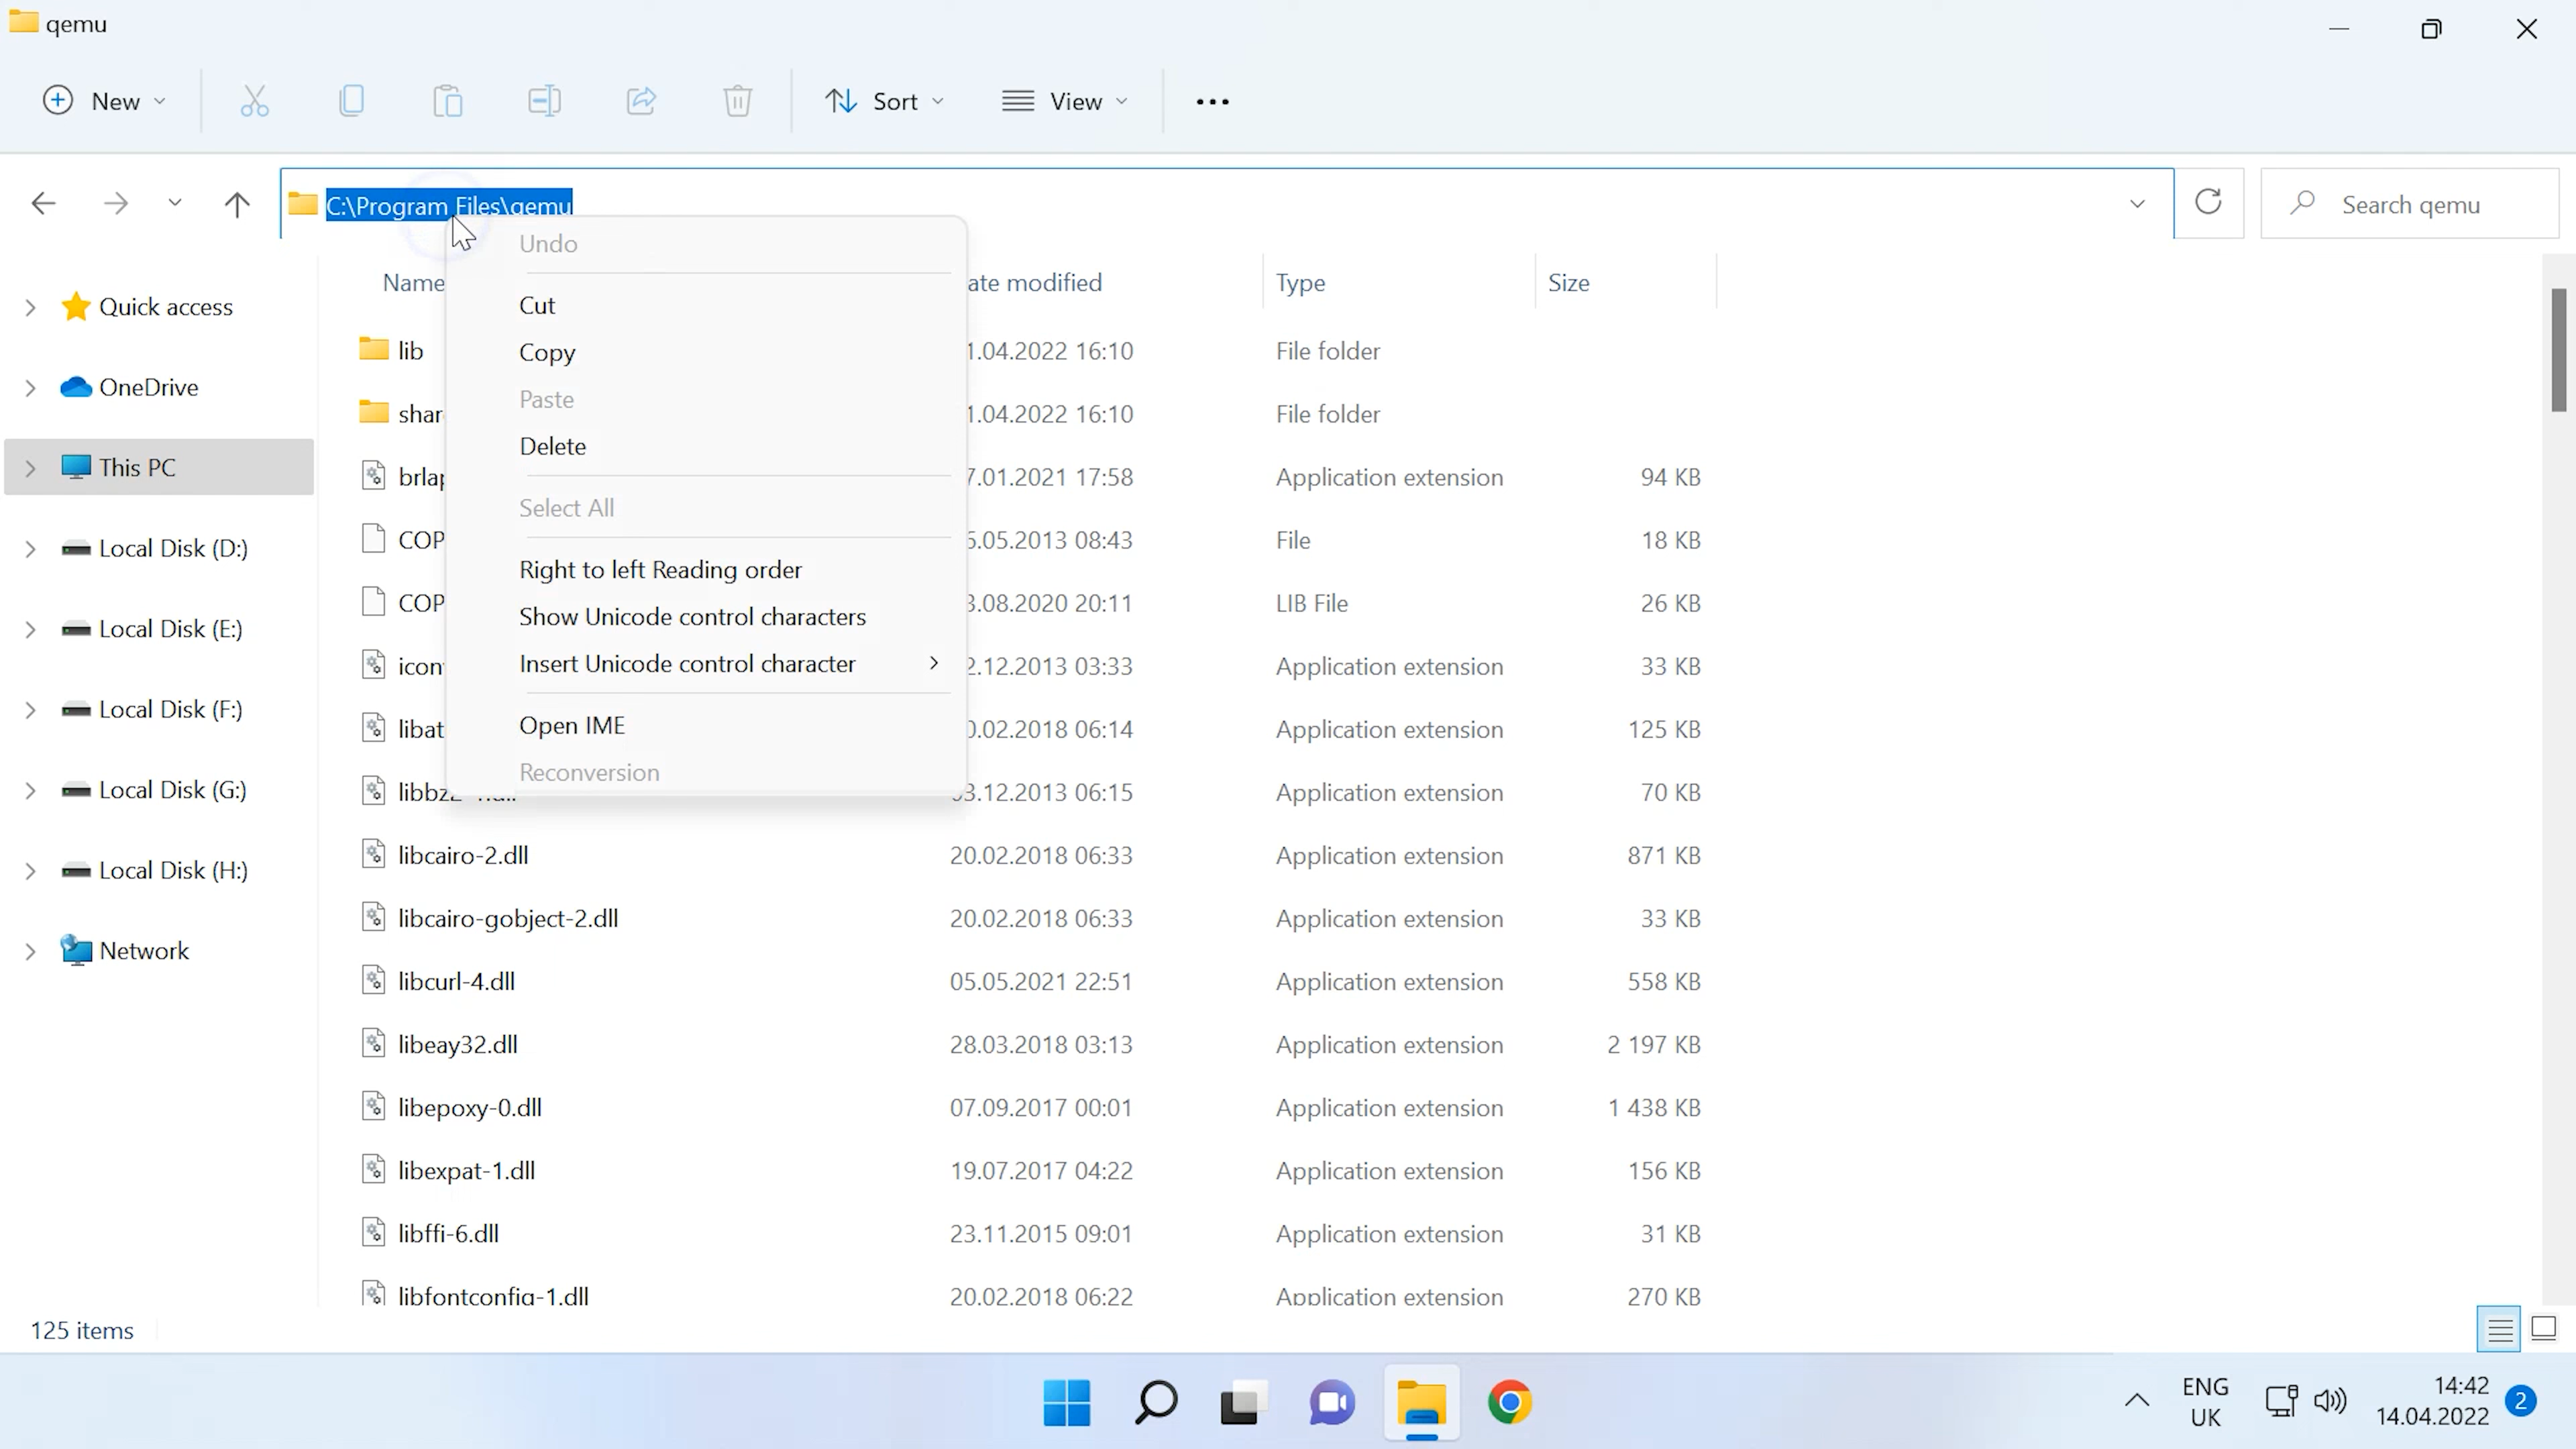 qemu
New
Sort
View
C:\Program Files\qemu
Search qemu
Undo
Cut
Copy
Paste
Delete
Select All
Right to left Reading order
Show Unicode control characters
Insert Unicode control character
Open IME
Reconversion
Quick access
OneDrive
This PC
Local Disk (D:)
Local Disk (E:)
Local Disk (F:)
Local Disk (G:)
Local Disk (H:)
Network
Name ate modified Type Size
lib 1.04.2022 16:10 File folder
shar 1.04.2022 16:10 File folder
brlap 7.01.2021 17:58 Application extension 94 KB
COP 5.05.2013 08:43 File 18 KB
COP 3.08.2020 20:11 LIB File 26 KB
icon 2.12.2013 03:33 Application extension 33 KB
libat 0.02.2018 06:14 Application extension 125 KB
03.12.2013 06:15 Application extension 70 KB
libcairo-2.dll 20.02.2018 06:33 Application extension 871 KB
libcairo-gobject-2.dll 20.02.2018 06:33 Application extension 33 KB
libcurl-4.dll 05.05.2021 22:51 Application extension 558 KB
libeay32.dll 28.03.2018 03:13 Application extension 2 197 KB
libepoxy-0.dll 07.09.2017 00:01 Application extension 1 438 KB
libexpat-1.dll 19.07.2017 04:22 Application extension 156 KB
libffi-6.dll 23.11.2015 09:01 Application extension 31 KB
libfontconfig-1.dll 20.02.2018 06:22 Application extension 270 KB
125 items
ENG
UK
14:42
14.04.2022
2